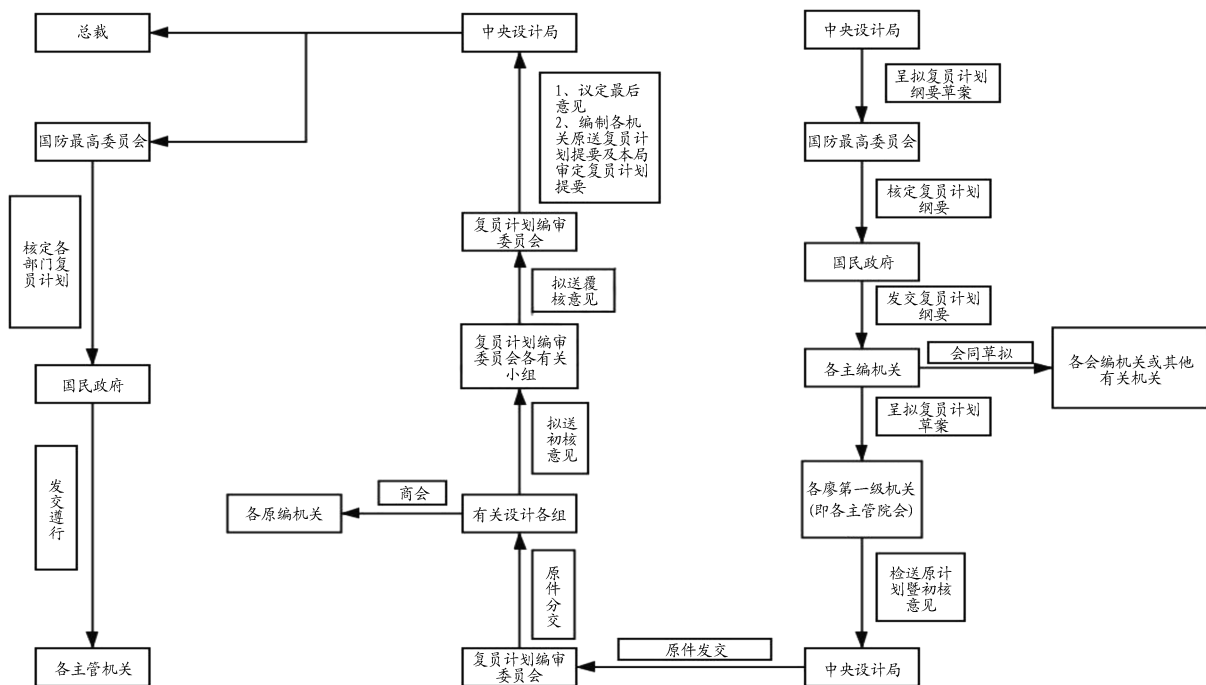 总裁
中央设计局
中央设计局
呈拟复员计划
纲要草案
国防最高委员会
国防最高委员会
1、议定最后
意见
2、编制各机
关原送复员计
划提要及本局
审定复员计划
提要
核定复员计划
纲要
核定各
部门复
员计划
复员计划编审
委员会
国民政府
拟送覆
核意见
发交复员计划
纲要
复员计划编审
委员会各有关
小组
各主编机关
会同草拟
各会编机关或其他
有关机关
国民政府
呈拟复员计划
草案
拟送
初核
意见
发
交
遵
行
各廖第一级机关
(即各主管院会)
各原编机关
商会
有关设计各组
检送原计
划暨初核
意见
原
件
分
交
各主管机关
复员计划编审
委员会
原件发交
中央设计局